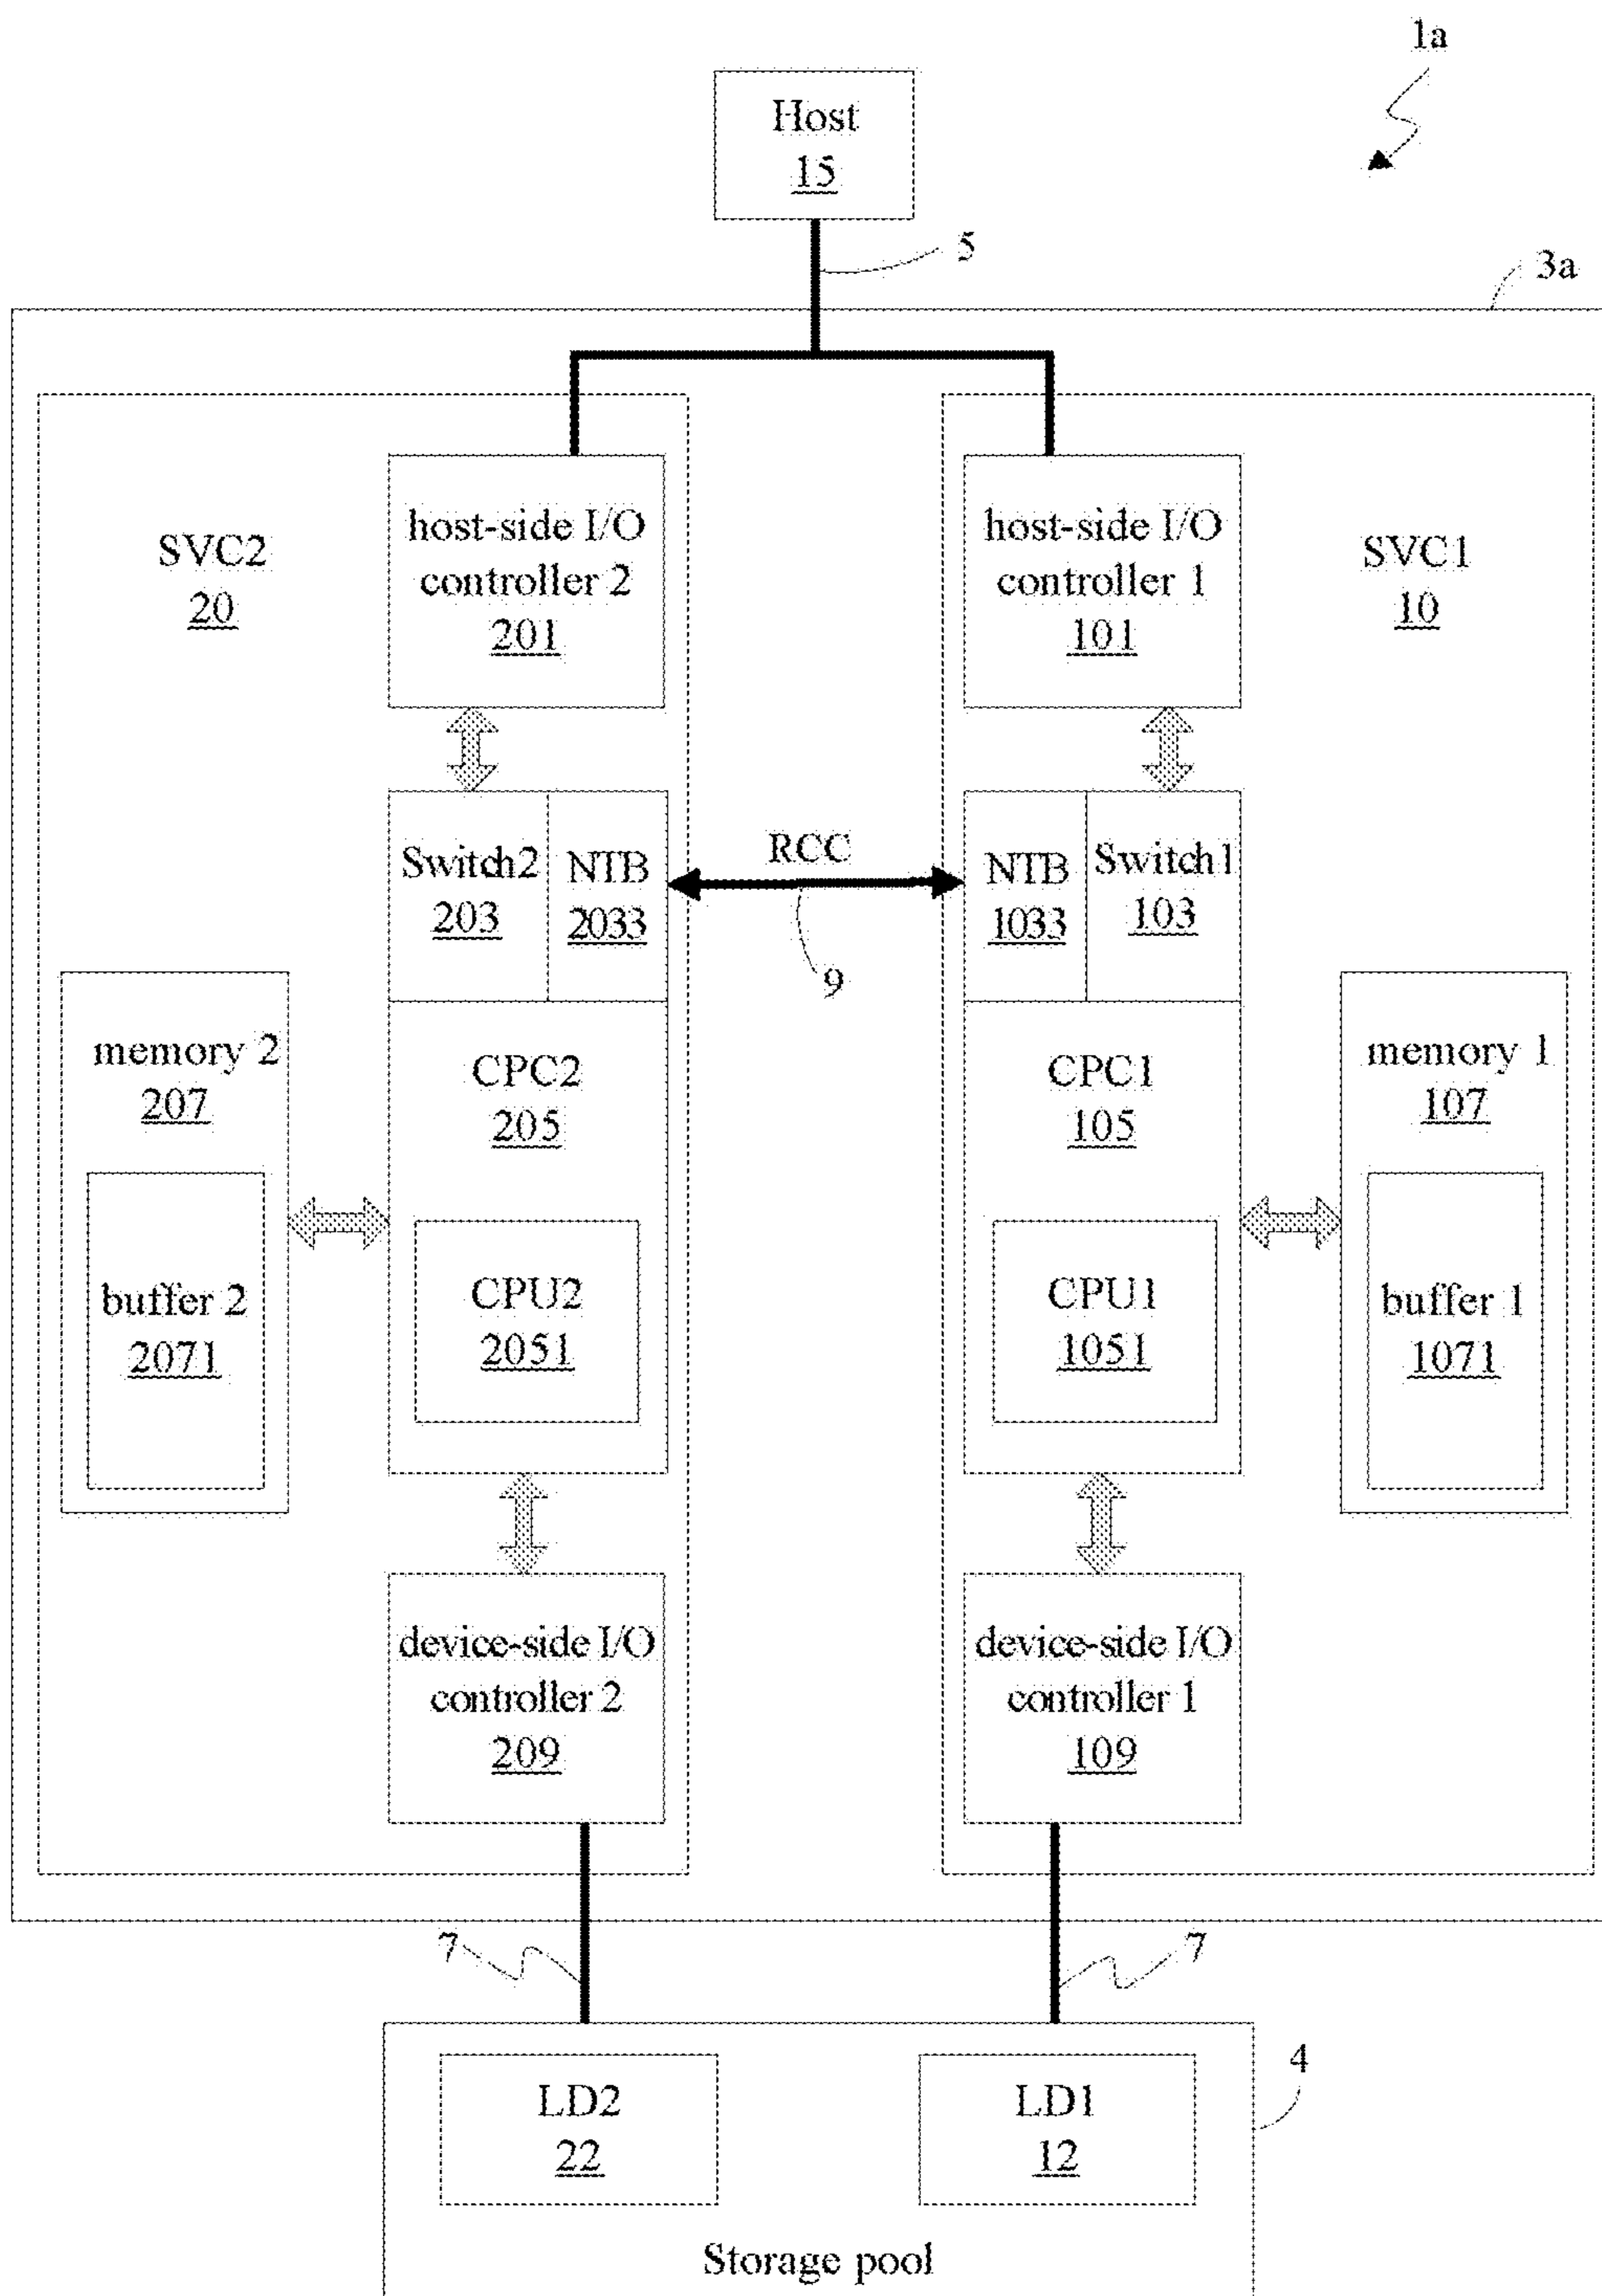 1a
Host
15
5
3a
SVC2
20
host-side I/O
controller 2
201
host-side I/O
controller 1
101
SVC1
10
Switch2
203
NTB
2033
RCC
9
NTB
1033
Switch1
103
memory 2
207
buffer 2
2071
CPC2
205
CPU2
2051
CPC1
105
CPU1
1051
memory 1
107
buffer 1
1071
device-side I/O
controller 2
209
device-side I/O
controller 1
109
7
7
4
LD2
22
LD1
12
Storage pool